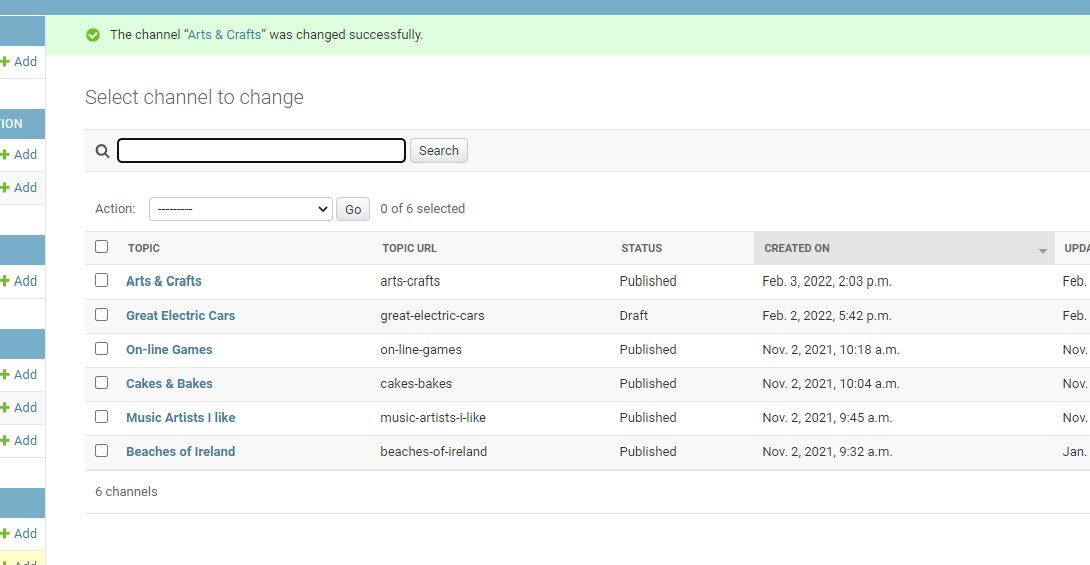 The channel “Arts & Crafts” was changed successfully.
Add
Select channel to change
TION
Search
Add
Add
Action: --------- Go 0 of 6 selected
TOPIC TOPIC URL STATUS CREATED ON UPDA
Add
Arts & Crafts arts-crafts Published Feb. 3, 2022, 2:03 p.m. Feb.
Great Electric Cars great-electric-cars Draft Feb. 2, 2022, 5:42 p.m. Feb.
On-line Games on-line-games Published Nov. 2, 2021, 10:18 a.m. Nov.
Add
Cakes & Bakes cakes-bakes Published Nov. 2, 2021, 10:04 a.m. Nov.
Add
Music Artists I like music-artists-i-like Published Nov. 2, 2021, 9:45 a.m. Nov.
Add
Beaches of Ireland beaches-of-ireland Published Nov. 2, 2021, 9:32 a.m. Jan.
6 channels
Add
Add